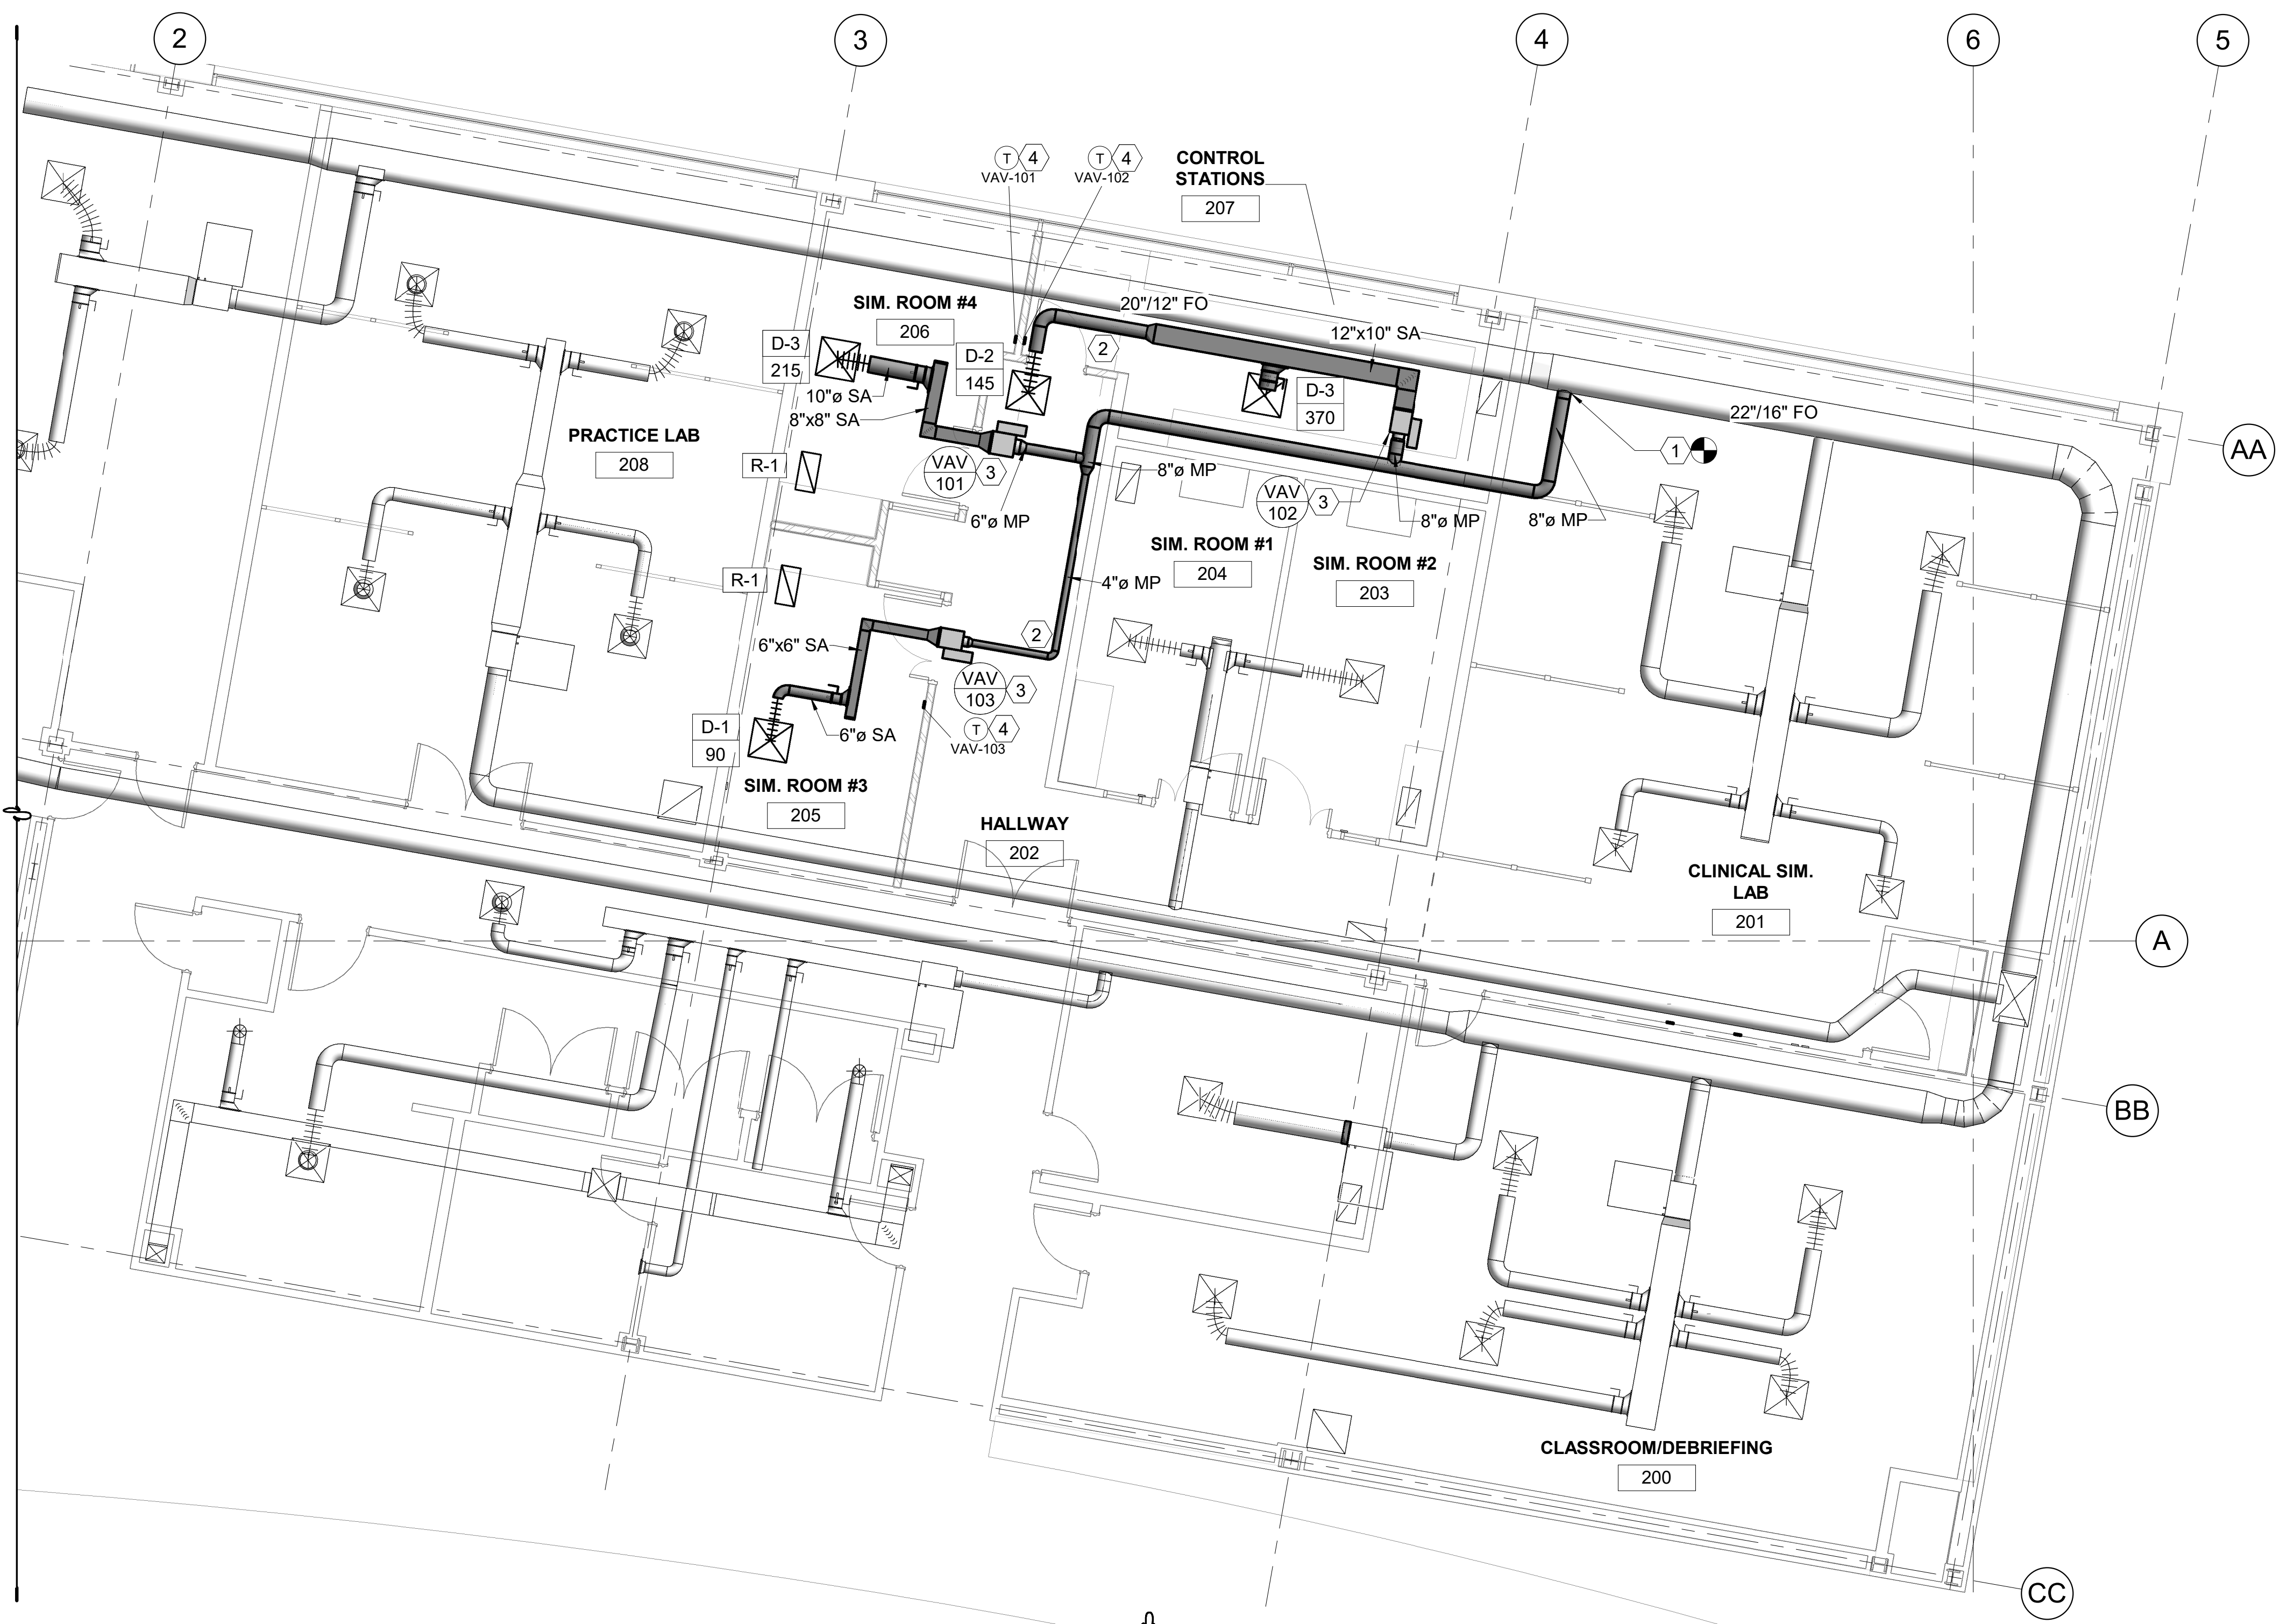 2
3
4
6
5
T
4
VAV-101
T
4
VAV-102
CONTROL
STATIONS
207
SIM. ROOM #4
206
20"/12" FO
12"x10" SA
2
D-3
215
D-2
145
D-3
370
10"ø SA
8"x8" SA
22"/16" FO
PRACTICE LAB
208
R-1
VAV
101
3
8"ø MP
1
AA
VAV
102
3
6"ø MP
8"ø MP
8"ø MP
SIM. ROOM #1
204
SIM. ROOM #2
203
R-1
4"ø MP
2
6"x6" SA
VAV
103
3
D-1
90
6"ø SA
T
4
VAV-103
SIM. ROOM #3
205
HALLWAY
202
CLINICAL SIM.
LAB
201
A
BB
CLASSROOM/DEBRIEFING
200
CC